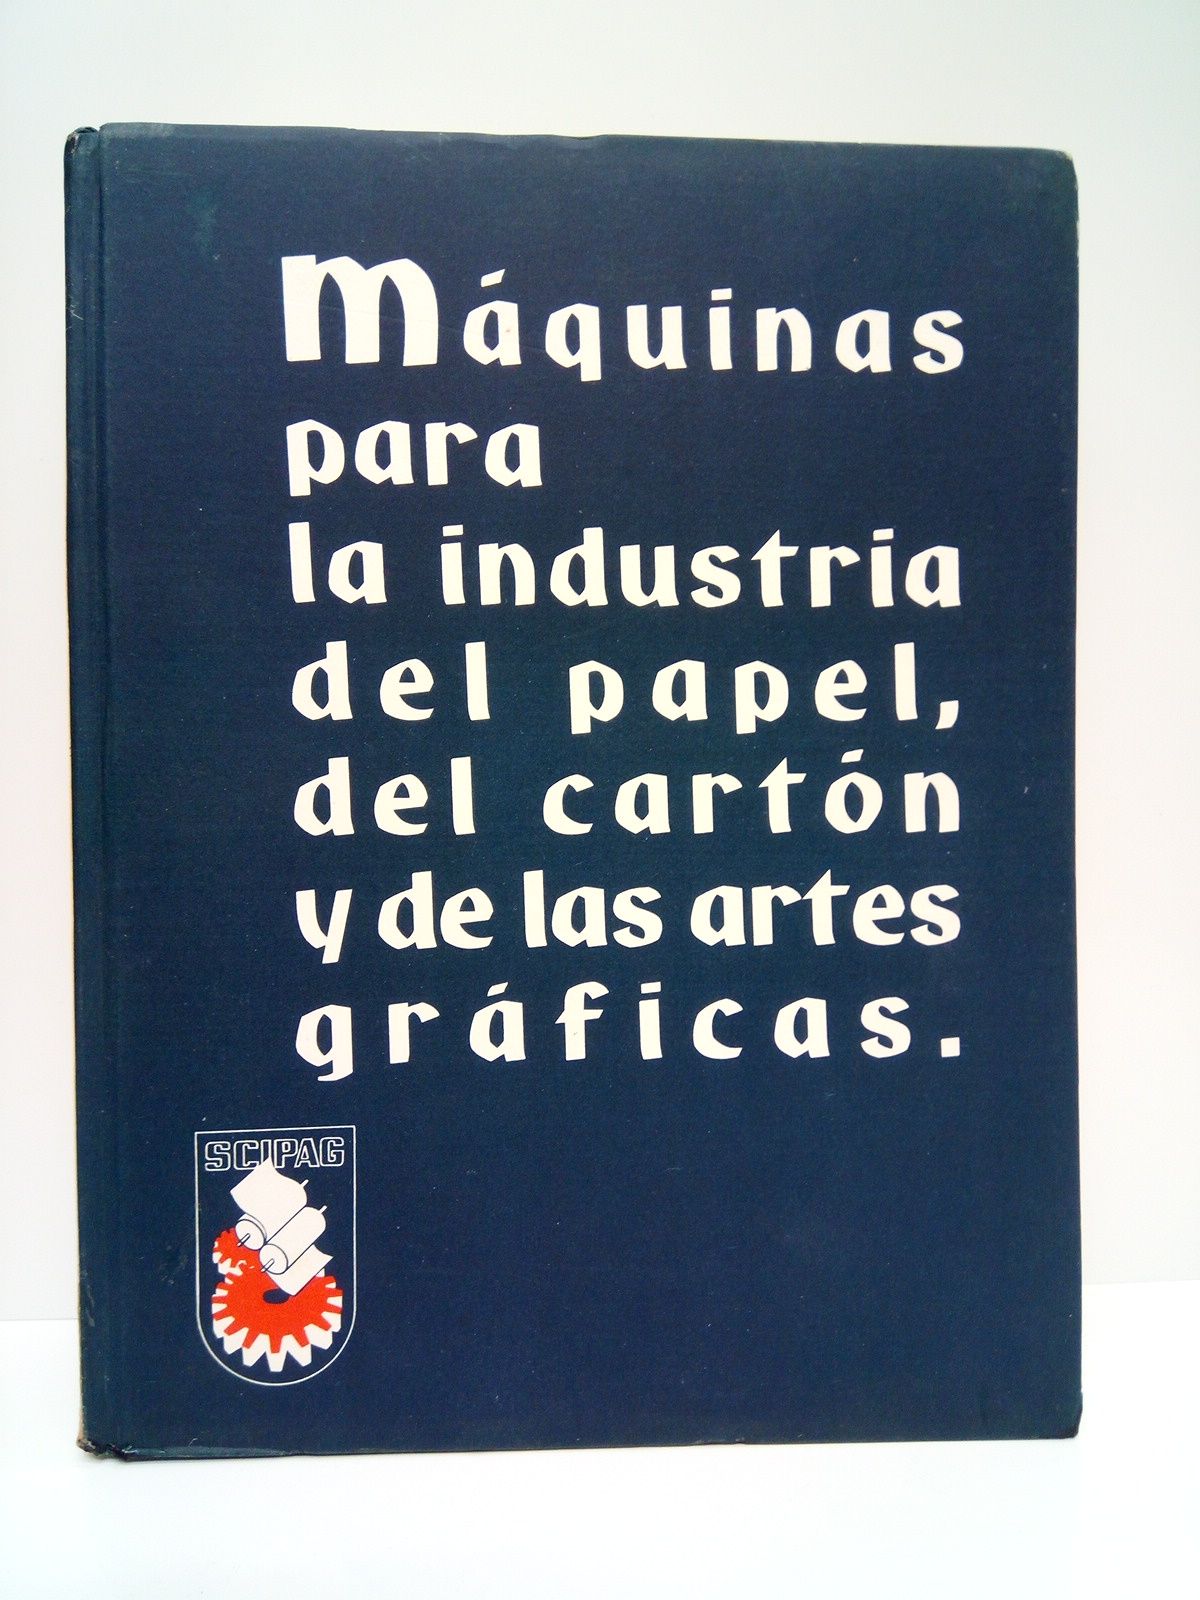 Máquinas
para
la industria
del papel,
del cartón
y de las artes
gráficas.
SCIPAG